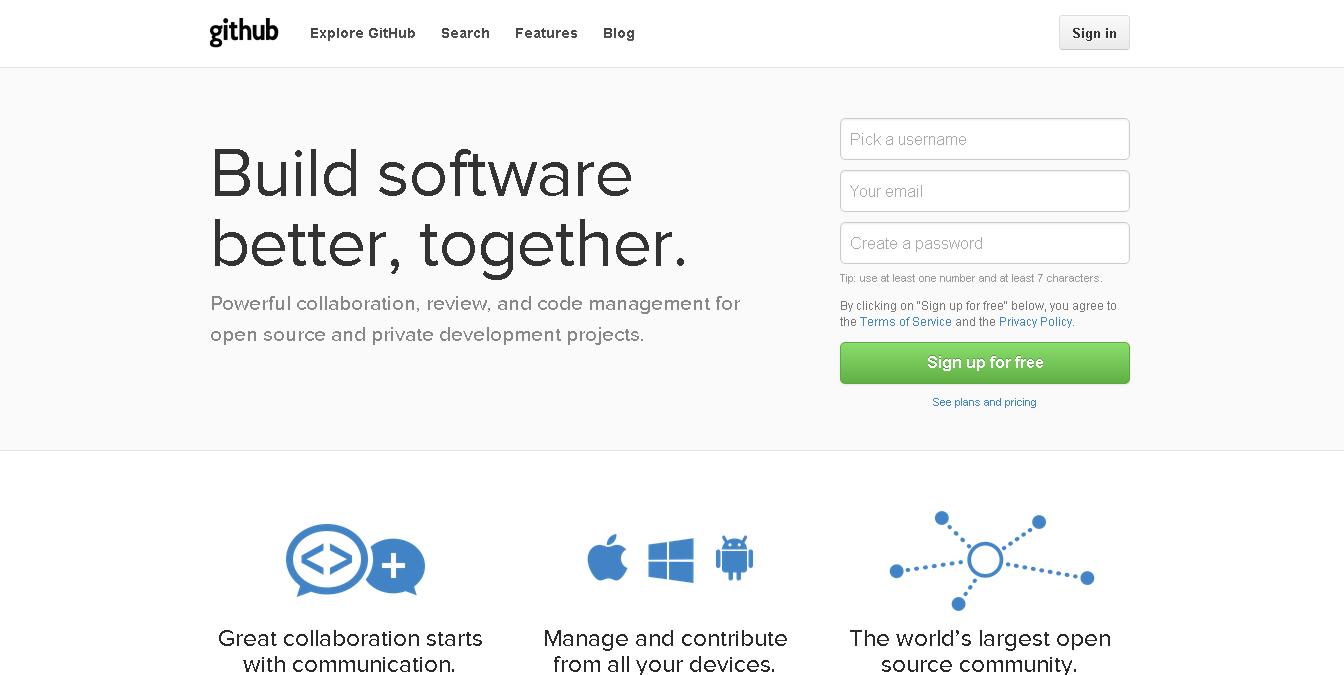 github
Explore GitHub
Search
Features
Blog
Sign in
Build software
better, together.
Powerful collaboration, review, and code management for
open source and private development projects.
Pick a username
Your email
Create a password
Tip: use at least one number and at least 7 characters.
By clicking on "Sign up for free" below, you agree to
the Terms of Service and the Privacy Policy.
Sign up for free
See plans and pricing
Great collaboration starts
with communication.
Manage and contribute
from all your devices.
The world’s largest open
source community.